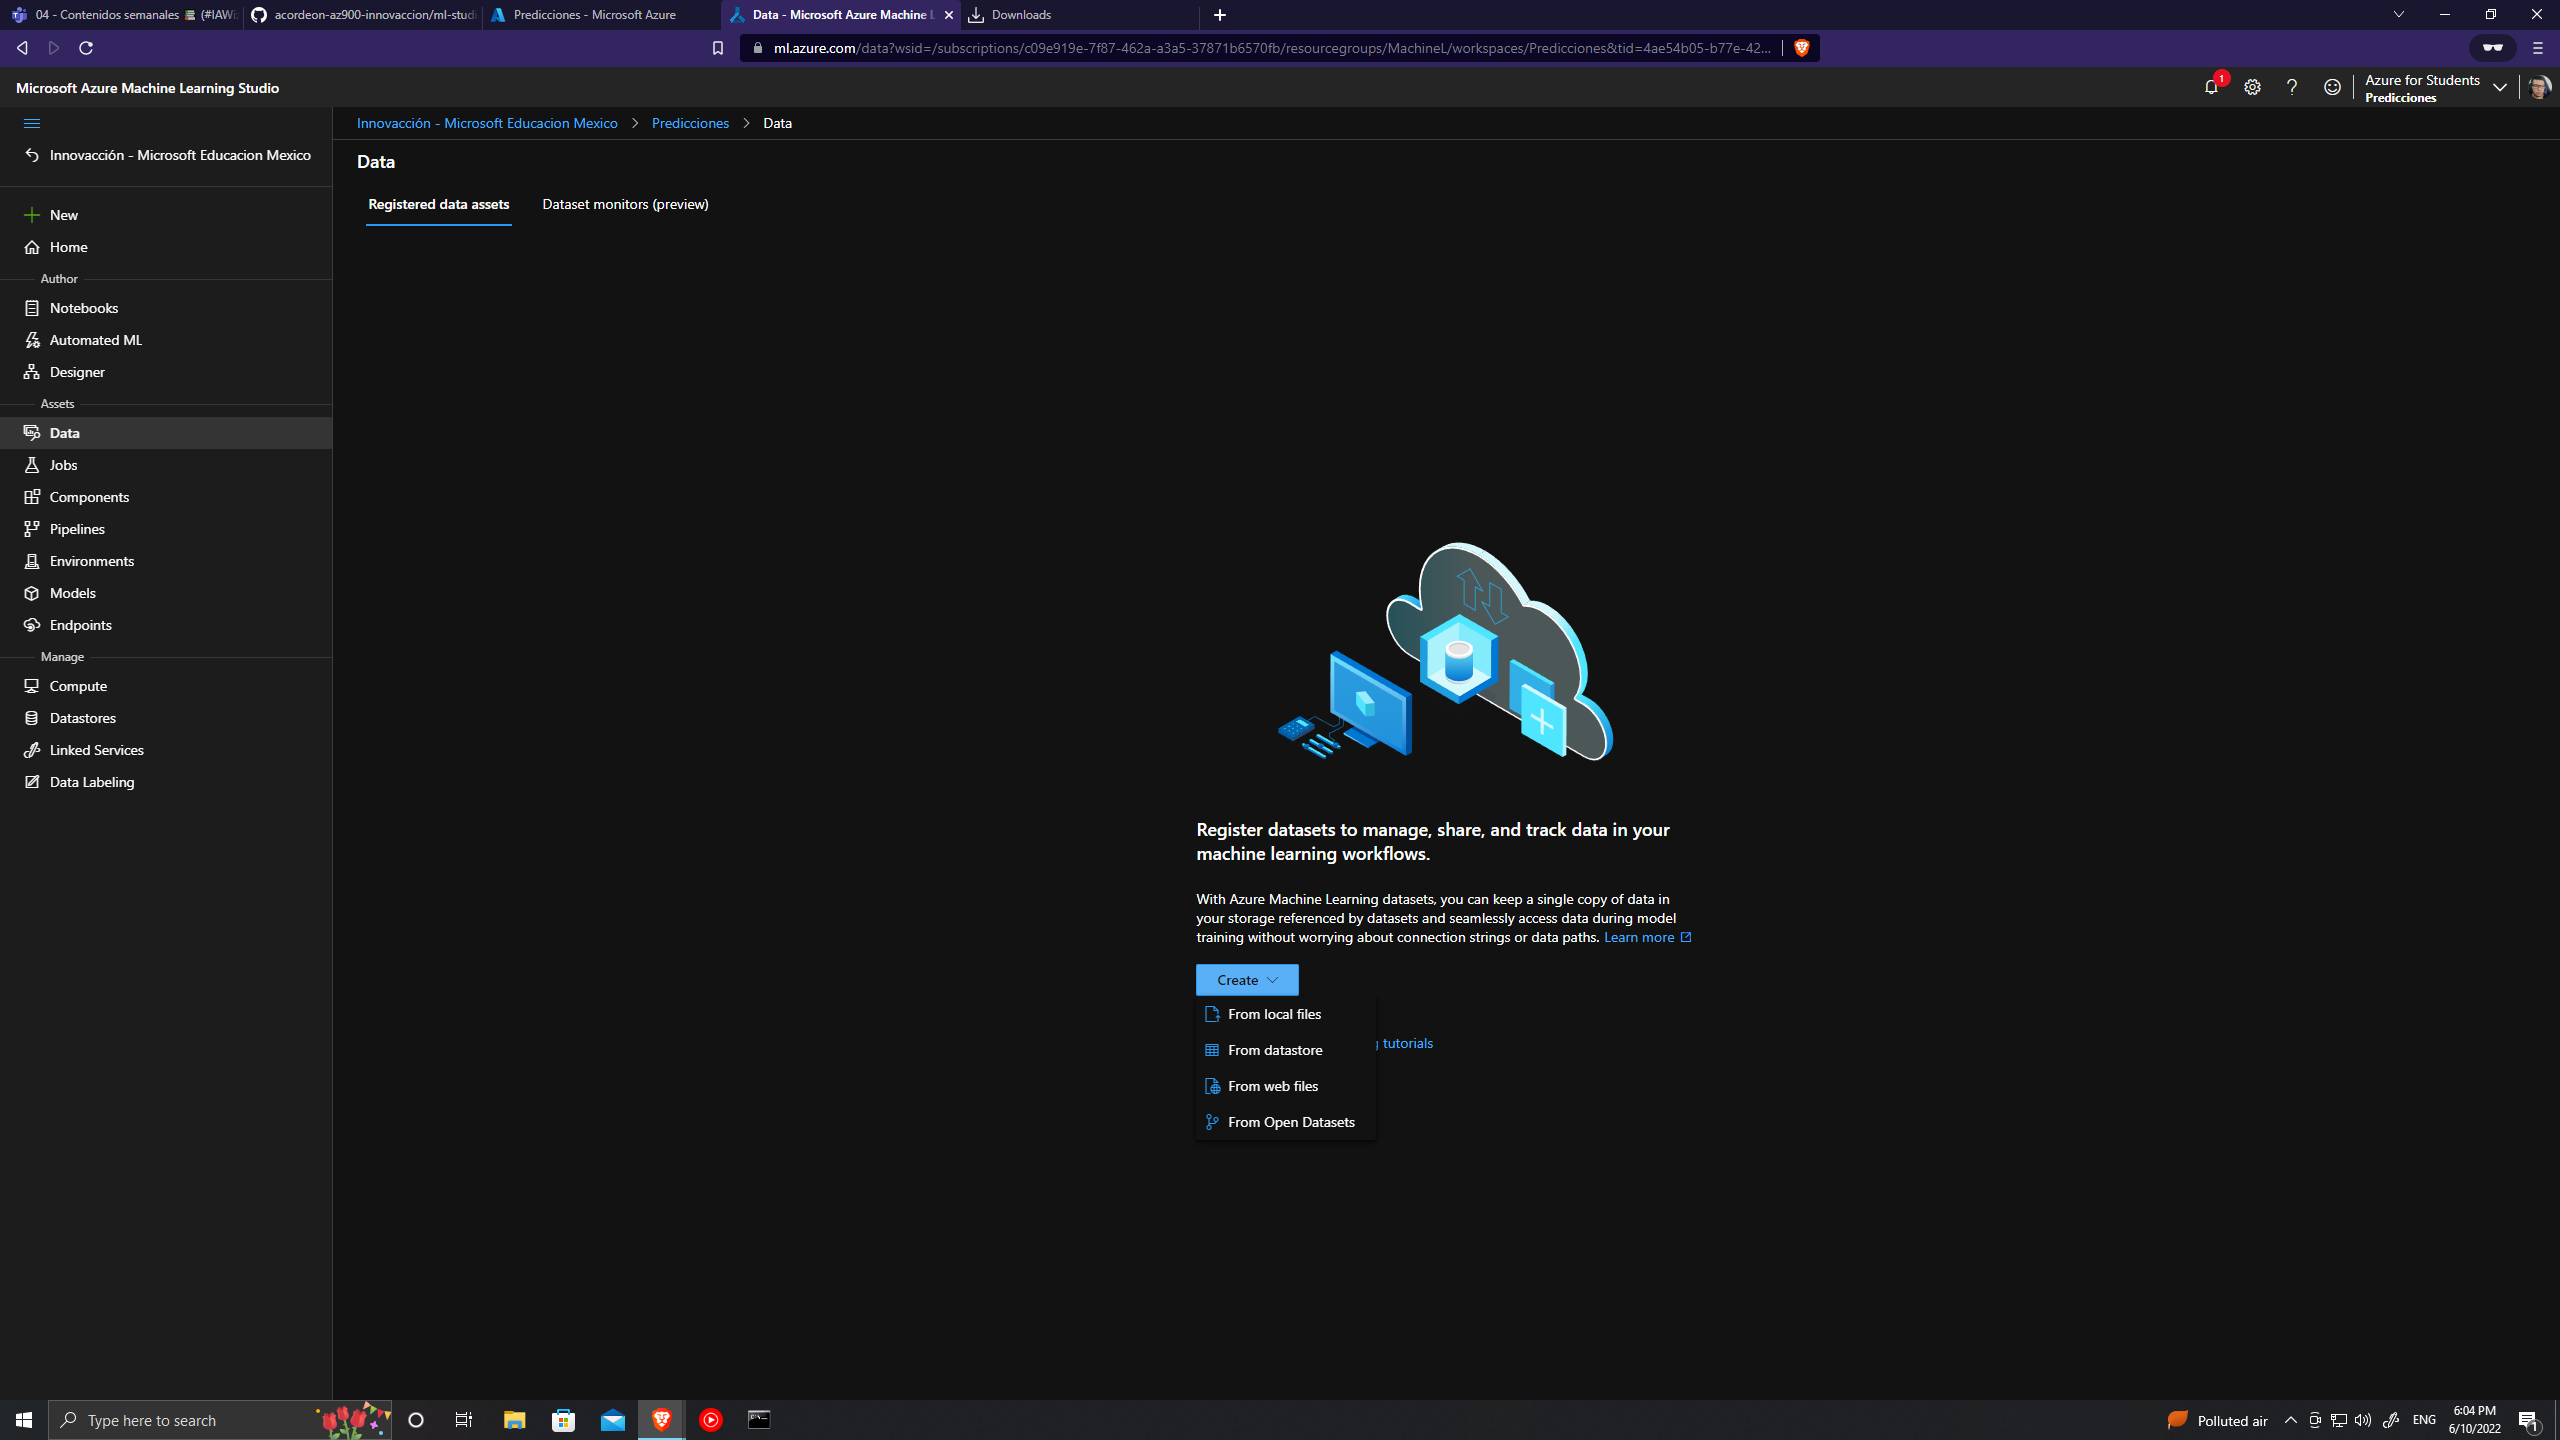 04 - Contenidos semanales
(#IAWi
acordeon-az900-innovaccion/ml-studi
Predicciones - Microsoft Azure
Data - Microsoft Azure Machine L
Downloads
ml.azure.com/data?wsid=/subscriptions/c09e919e-7f87-462a-a3a5-37871b6570fb/resourcegroups/MachineL/workspaces/Predicciones&tid=4ae54b05-b77e-42...
Microsoft Azure Machine Learning Studio
1
Azure for Students
Predicciones
Innovacción - Microsoft Educacion Mexico
Predicciones
Data
Innovacción - Microsoft Educacion Mexico
Data
Registered data assets
Dataset monitors (preview)
New
Home
Author
Notebooks
Automated ML
Designer
Assets
Data
Jobs
Components
Pipelines
Environments
Models
Endpoints
Manage
Compute
Datastores
Linked Services
Data Labeling
Register datasets to manage, share, and track data in your
machine learning workflows.
With Azure Machine Learning datasets, you can keep a single copy of data in
your storage referenced by datasets and seamlessly access data during model
training without worrying about connection strings or data paths. Learn more
Create
From local files
From datastore
tutorials
From web files
From Open Datasets
Type here to search
Polluted air
ENG
6:04 PM
6/10/2022
1